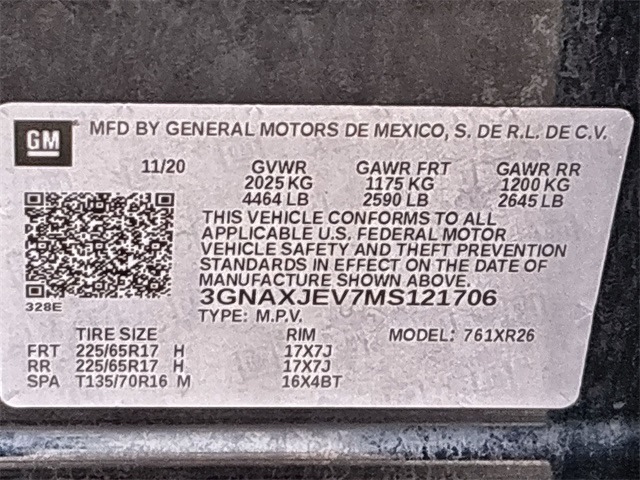 GM MFD BY GENERAL MOTORS DE MEXICO, S. DE R.L. DE C.V.
11/20 GVWR GAWR FRT GAWR RR
2025 KG 1175 KG 1200 KG
4464 LB 2590 LB 2645 LB
THIS VEHICLE CONFORMS TO ALL
APPLICABLE U.S. FEDERAL MOTOR
VEHICLE SAFETY AND THEFT PREVENTION
STANDARDS IN EFFECT ON THE DATE OF
MANUFACTURE SHOWN ABOVE.
3GNAXJEV7MS121706
328E
TYPE: M.P.V.
TIRE SIZE RIM MODEL: 761XR26
FRT 225/65R17 H 17X7J
RR 225/65R17 H 17X7J
SPA T135/70R16 M 16X4BT